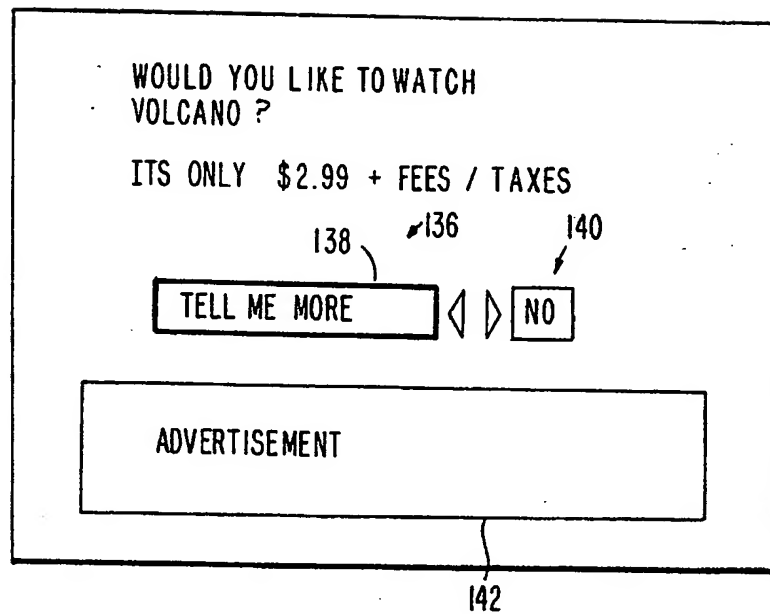 WOULD YOU LIKE TO WATCH
VOLCANO ?
ITS ONLY $2.99 + FEES / TAXES
138 136 140
TELL ME MORE NO
ADVERTISEMENT
142